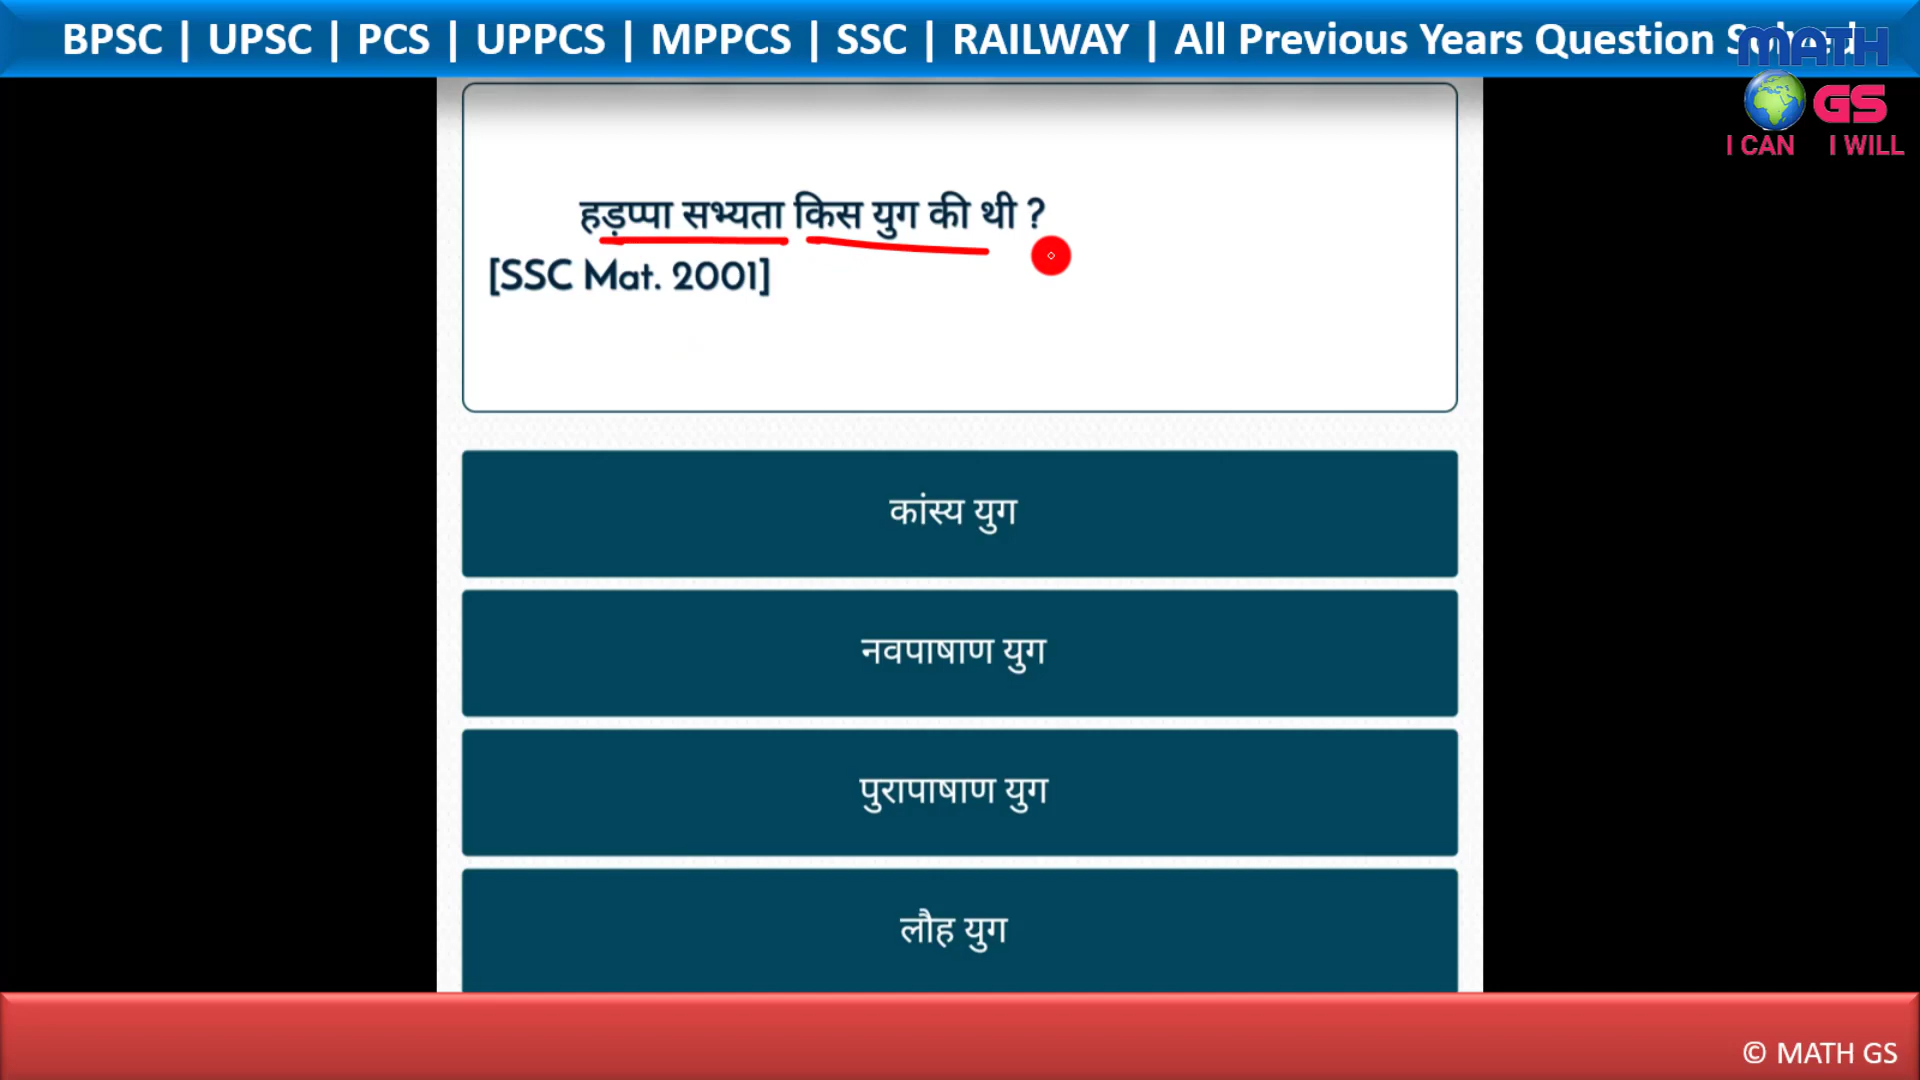 BPSC | UPSC | PCS | UPPCS | MPPCS | SSC | RAILWAY | All Previous Years Question
MATH
GS
I CAN I WILL
हड़प्पा सभ्यता किस युग की थी ?
[SSC Mat. 2001]
कांस्य युग
नवपाषाण युग
पुरापाषाण युग
लौह युग
© MATH GS